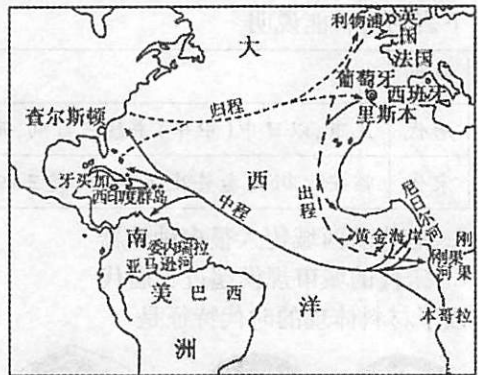 利物浦
英国
大
法国
葡萄牙
西班牙
查尔斯顿
归程
里斯本
牙买加
西印度群岛
西
中程
出程
尼日尔河
黄金海岸
刚果
刚果河
南
委内瑞拉
亚马逊河
美
巴西
洋
安哥拉
洲